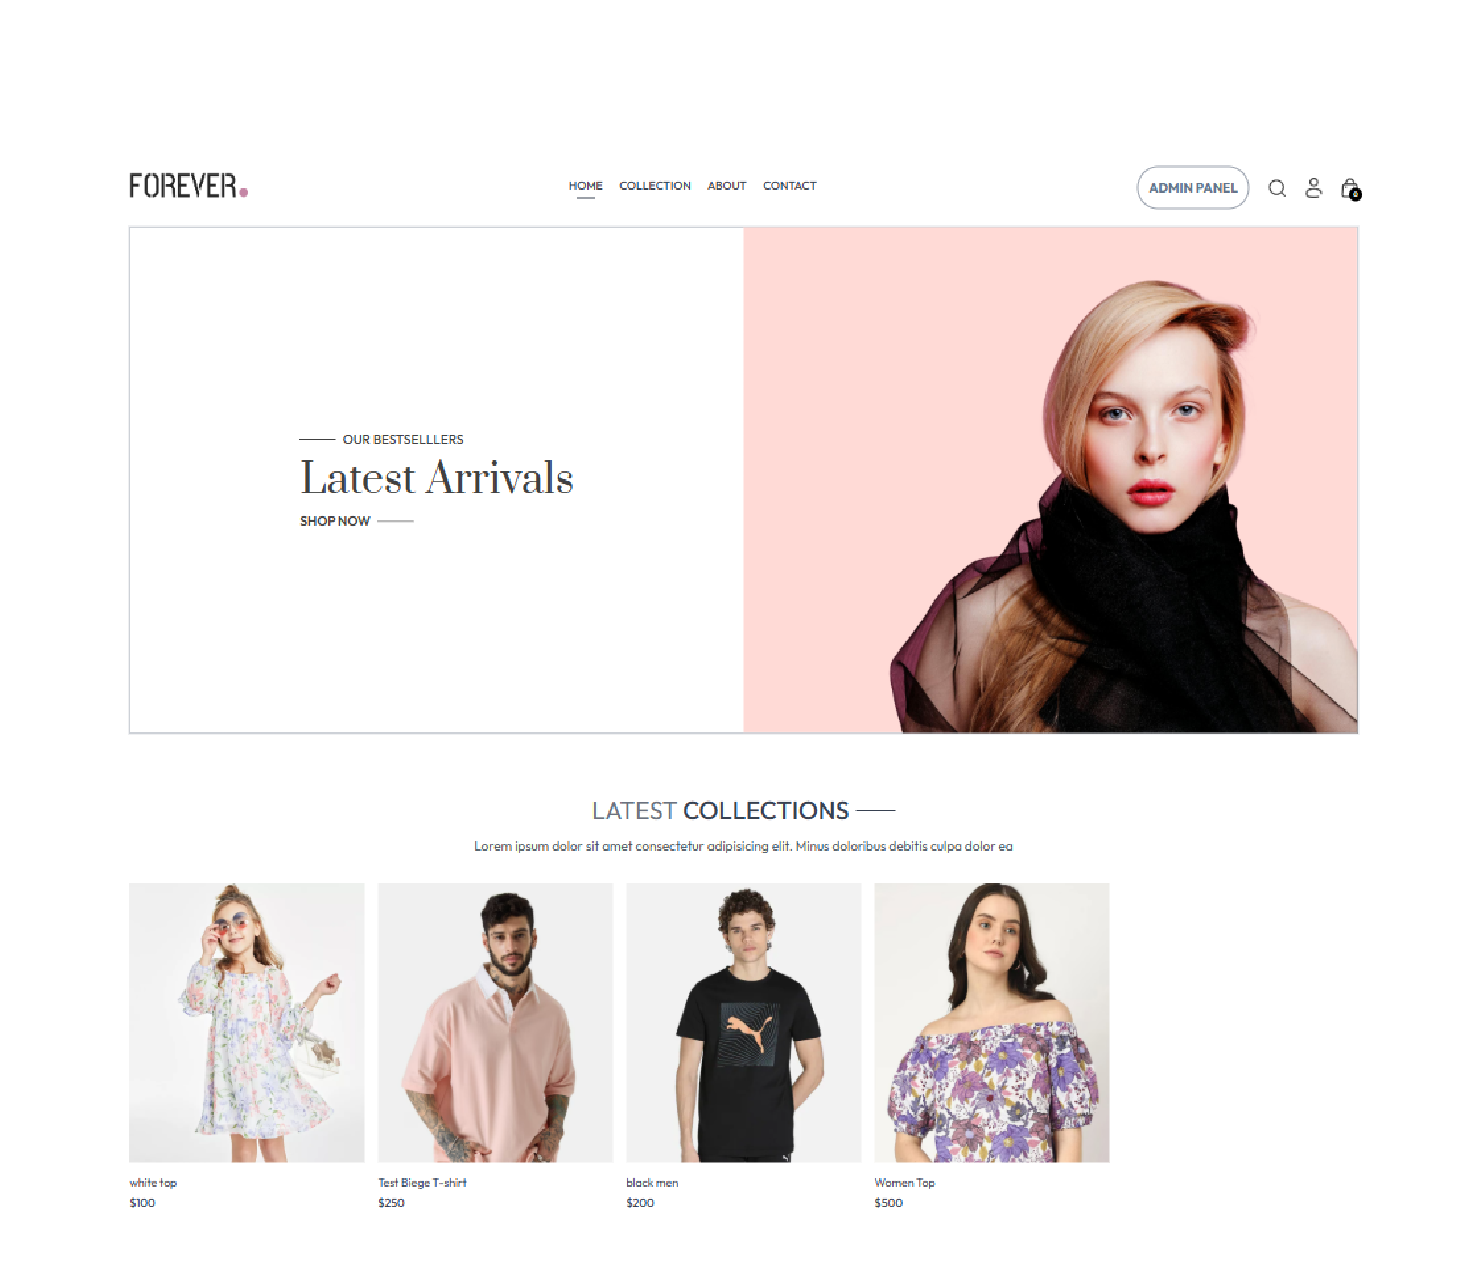 FOREVER.
HOME COLLECTION ABOUT CONTACT
ADMIN PANEL
0
OUR BESTSELLLERS
Latest Arrivals
SHOP NOW
LATEST COLLECTIONS
Lorem ipsum dolor sit amet consectetur adipisicing elit. Minus doloribus debitis culpa dolor ea
white top
$100
Test Biege T-shirt
$250
black men
$200
Women Top
$500